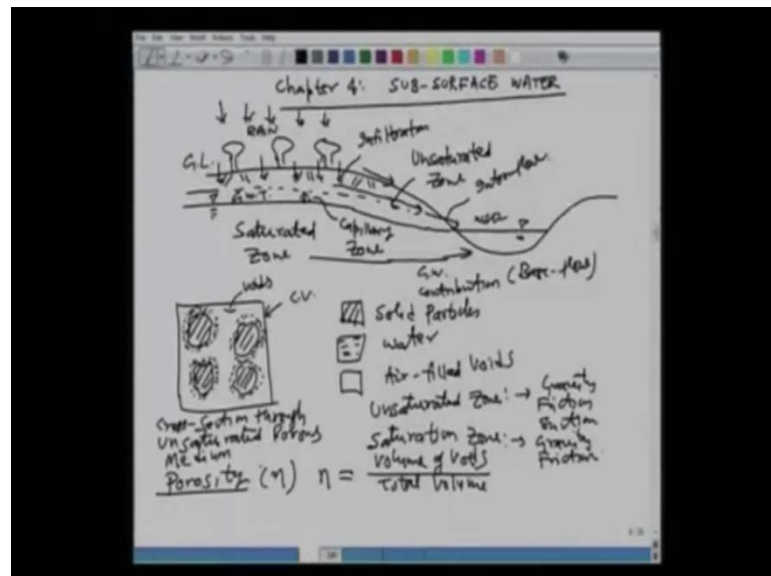 Chapter 4: SUB-SURFACE WATER
RAIN
Infiltration
G.L.
Unsaturated
Zone
Interflow
G.W.T.
Capillary
Zone
Saturated
Zone
G.W.
contribution (Base-flow)
voids
C.V.
Solid Particles
Water
Air-filled Voids
Cross-Section through
Unsaturated Porous
Medium
Unsaturated Zone: → Gravity
Friction
Suction
Saturation Zone: → Gravity
Friction
Porosity (η) η = Volume of Voids
Total Volume